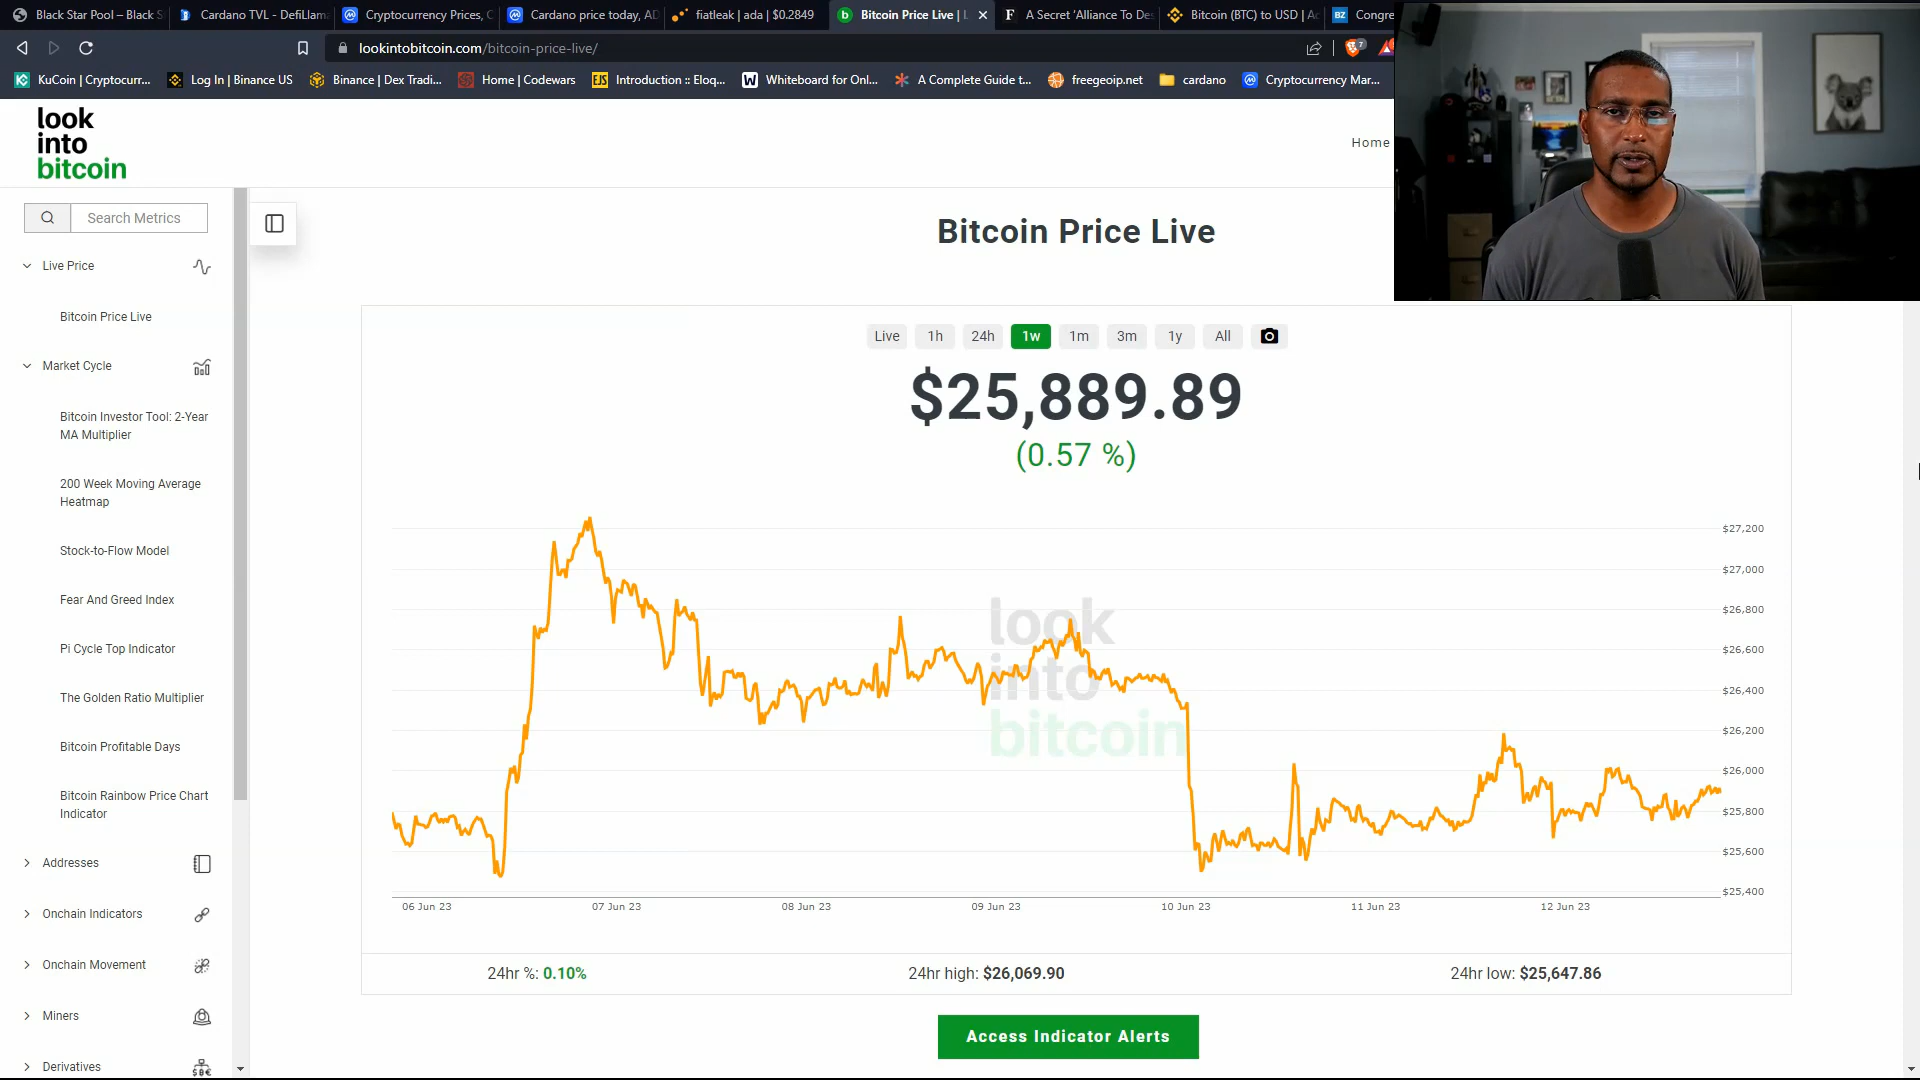 Black Star Pool – Black S
Cardano TVL - DefiLlam
Cryptocurrency Prices, C
Cardano price today, AD
fiatleak | ada | $0.2849
Bitcoin Price Live | L
A Secret 'Alliance To De
Bitcoin (BTC) to USD | A
Congre
lookintobitcoin.com/bitcoin-price-live/
7
KuCoin | Cryptocurr...
Log In | Binance US
Binance | Dex Tradi...
Home | Codewars
EJS
Introduction :: Eloq...
Whiteboard for Onl...
A Complete Guide t...
freegeoip.net
cardano
Cryptocurrency Mar...
look
into
bitcoin
Home
Search Metrics
Live Price
Bitcoin Price Live
Market Cycle
Bitcoin Investor Tool: 2-Year
MA Multiplier
200 Week Moving Average
Heatmap
Stock-to-Flow Model
Fear And Greed Index
Pi Cycle Top Indicator
The Golden Ratio Multiplier
Bitcoin Profitable Days
Bitcoin Rainbow Price Chart
Indicator
Addresses
Onchain Indicators
Onchain Movement
Miners
Derivatives
Bitcoin Price Live
Live 1h 24h 1w 1m 3m 1y All
$25,889.89
(0.57 %)
look
into
bitcoin
$27,200
$27,000
$26,800
$26,600
$26,400
$26,200
$26,000
$25,800
$25,600
$25,400
06 Jun 23 07 Jun 23 08 Jun 23 09 Jun 23 10 Jun 23 11 Jun 23 12 Jun 23
24hr %: 0.10% 24hr high: $26,069.90 24hr low: $25,647.86
Access Indicator Alerts